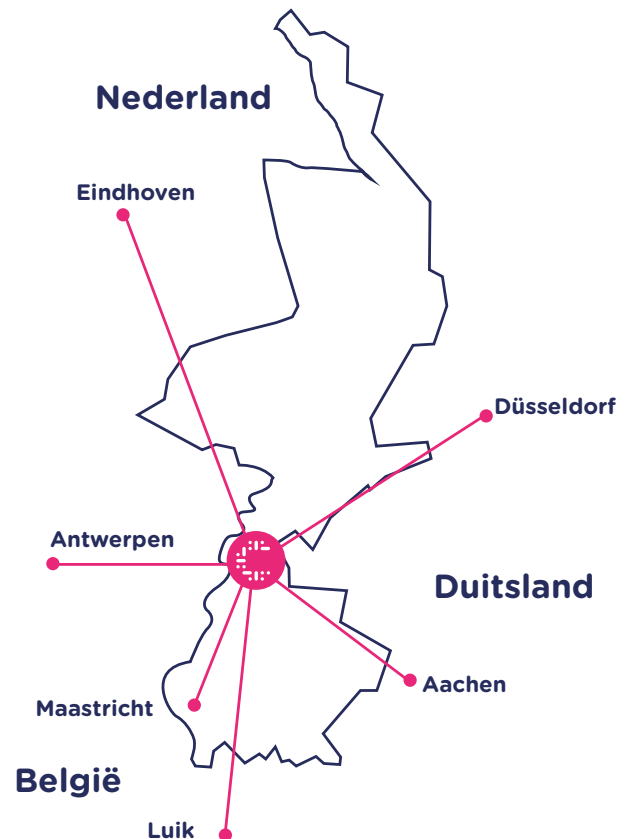 Nederland
Eindhoven
Düsseldorf
Antwerpen
Duitsland
Aachen
Maastricht
België
Luik